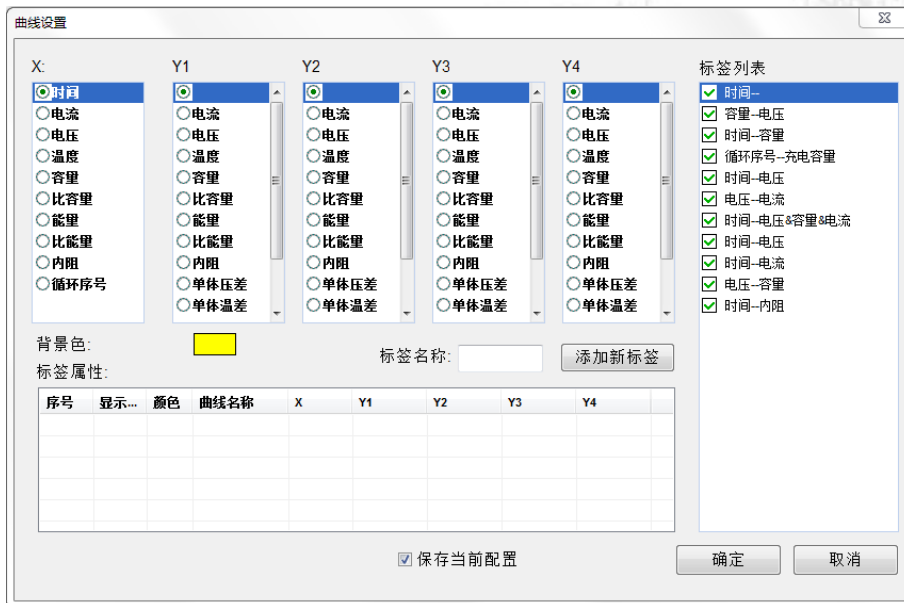 曲线设置
X:
时间
电流
电压
温度
容量
比容量
能量
比能量
内阻
循环序号
Y1
电流
电压
温度
容量
比容量
能量
比能量
内阻
单体压差
单体温差
Y2
电流
电压
温度
容量
比容量
能量
比能量
内阻
单体压差
单体温差
Y3
电流
电压
温度
容量
比容量
能量
比能量
内阻
单体压差
单体温差
Y4
电流
电压
温度
容量
比容量
能量
比能量
内阻
单体压差
单体温差
标签列表
时间--
容量--电压
时间--容量
循环序号--充电容量
时间--电压
电压--电流
时间--电压&容量&电流
时间--电压
时间--电流
电压--容量
时间--内阻
背景色:
标签名称:
添加新标签
标签属性:
序号 显示... 颜色 曲线名称 X Y1 Y2 Y3 Y4
保存当前配置
确定
取消